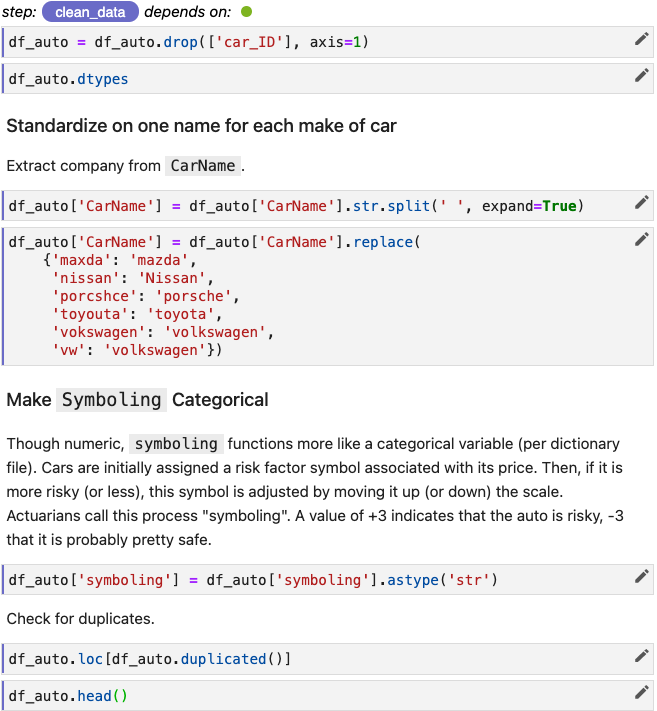 step: clean_data depends on:
df_auto = df_auto.drop(['car_ID'], axis=1)
df_auto.dtypes
Standardize on one name for each make of car
Extract company from CarName.
df_auto['CarName'] = df_auto['CarName'].str.split(' ', expand=True)
df_auto['CarName'] = df_auto['CarName'].replace(
    {'maxda': 'mazda',
     'nissan': 'Nissan',
     'porcshce': 'porsche',
     'toyouta': 'toyota',
     'vokswagen': 'volkswagen',
     'vw': 'volkswagen'})
Make Symboling Categorical
Though numeric, symboling functions more like a categorical variable (per dictionary
file). Cars are initially assigned a risk factor symbol associated with its price. Then, if it is
more risky (or less), this symbol is adjusted by moving it up (or down) the scale.
Actuarians call this process "symboling". A value of +3 indicates that the auto is risky, -3
that it is probably pretty safe.
df_auto['symboling'] = df_auto['symboling'].astype('str')
Check for duplicates.
df_auto.loc[df_auto.duplicated()]
df_auto.head()